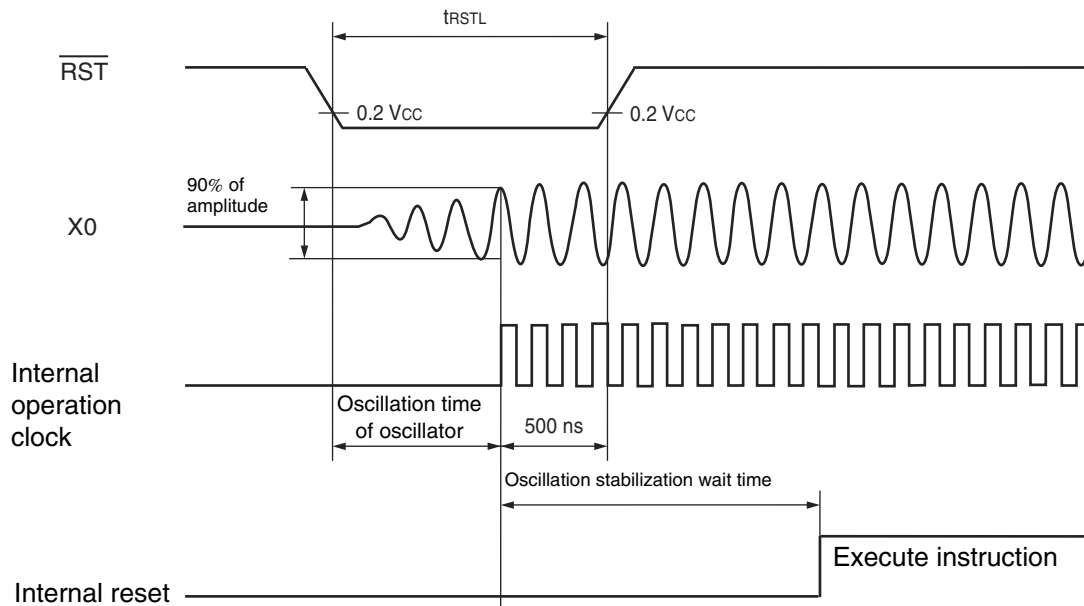 tRSTL
RST
0.2 VCC
0.2 VCC
90% of
amplitude
X0
Internal
operation
clock
Oscillation time
of oscillator
500 ns
Oscillation stabilization wait time
Execute instruction
Internal reset